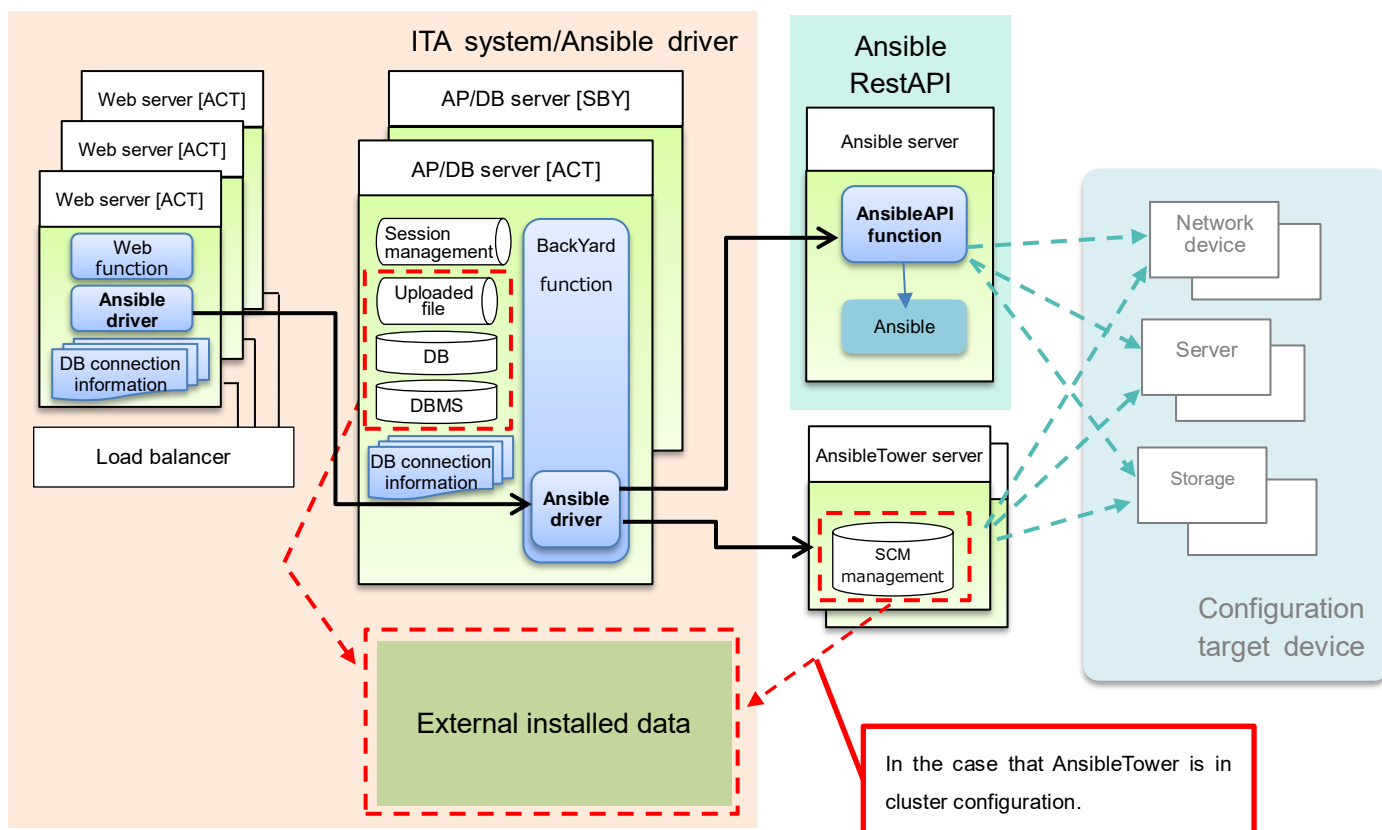 ITA system/Ansible driver
Web server [ACT]
Web server [ACT]
Web server [ACT]
Web
function
Ansible
driver
DB connection
information
Load balancer
AP/DB server [SBY]
AP/DB server [ACT]
Session
management
Uploaded
file
DB
DBMS
DB connection
information
BackYard
function
Ansible
driver
External installed data
Ansible
RestAPI
Ansible server
AnsibleAPI
function
Ansible
AnsibleTower server
SCM
management
Network
device
Server
Storage
Configuration
target device
In the case that AnsibleTower is in
cluster configuration.